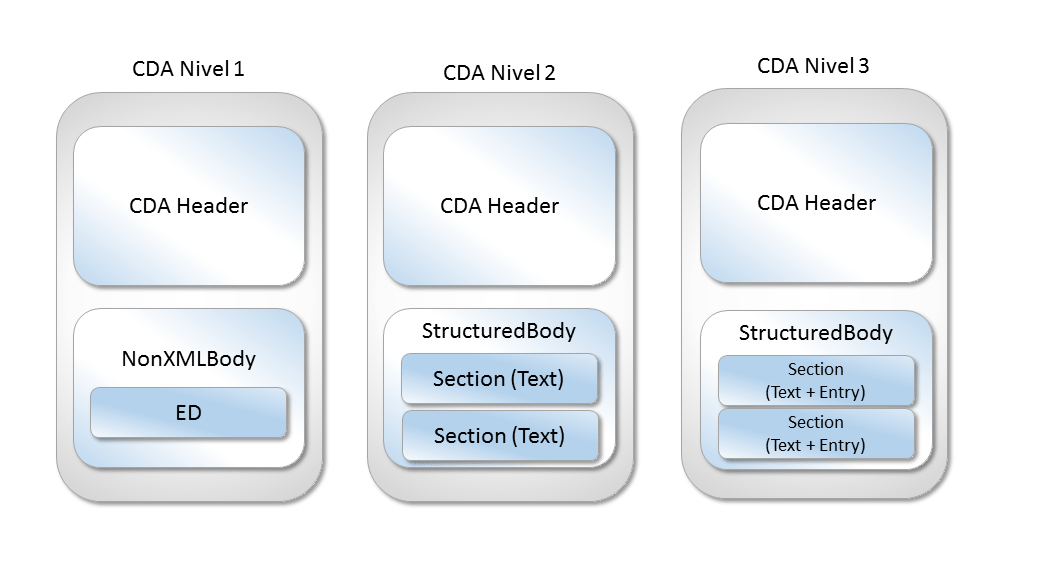 CDA Nivel 1
CDA Header
NonXMLBody
ED
CDA Nivel 2
CDA Header
StructuredBody
Section (Text)
Section (Text)
CDA Nivel 3
CDA Header
StructuredBody
Section
(Text + Entry)
Section
(Text + Entry)